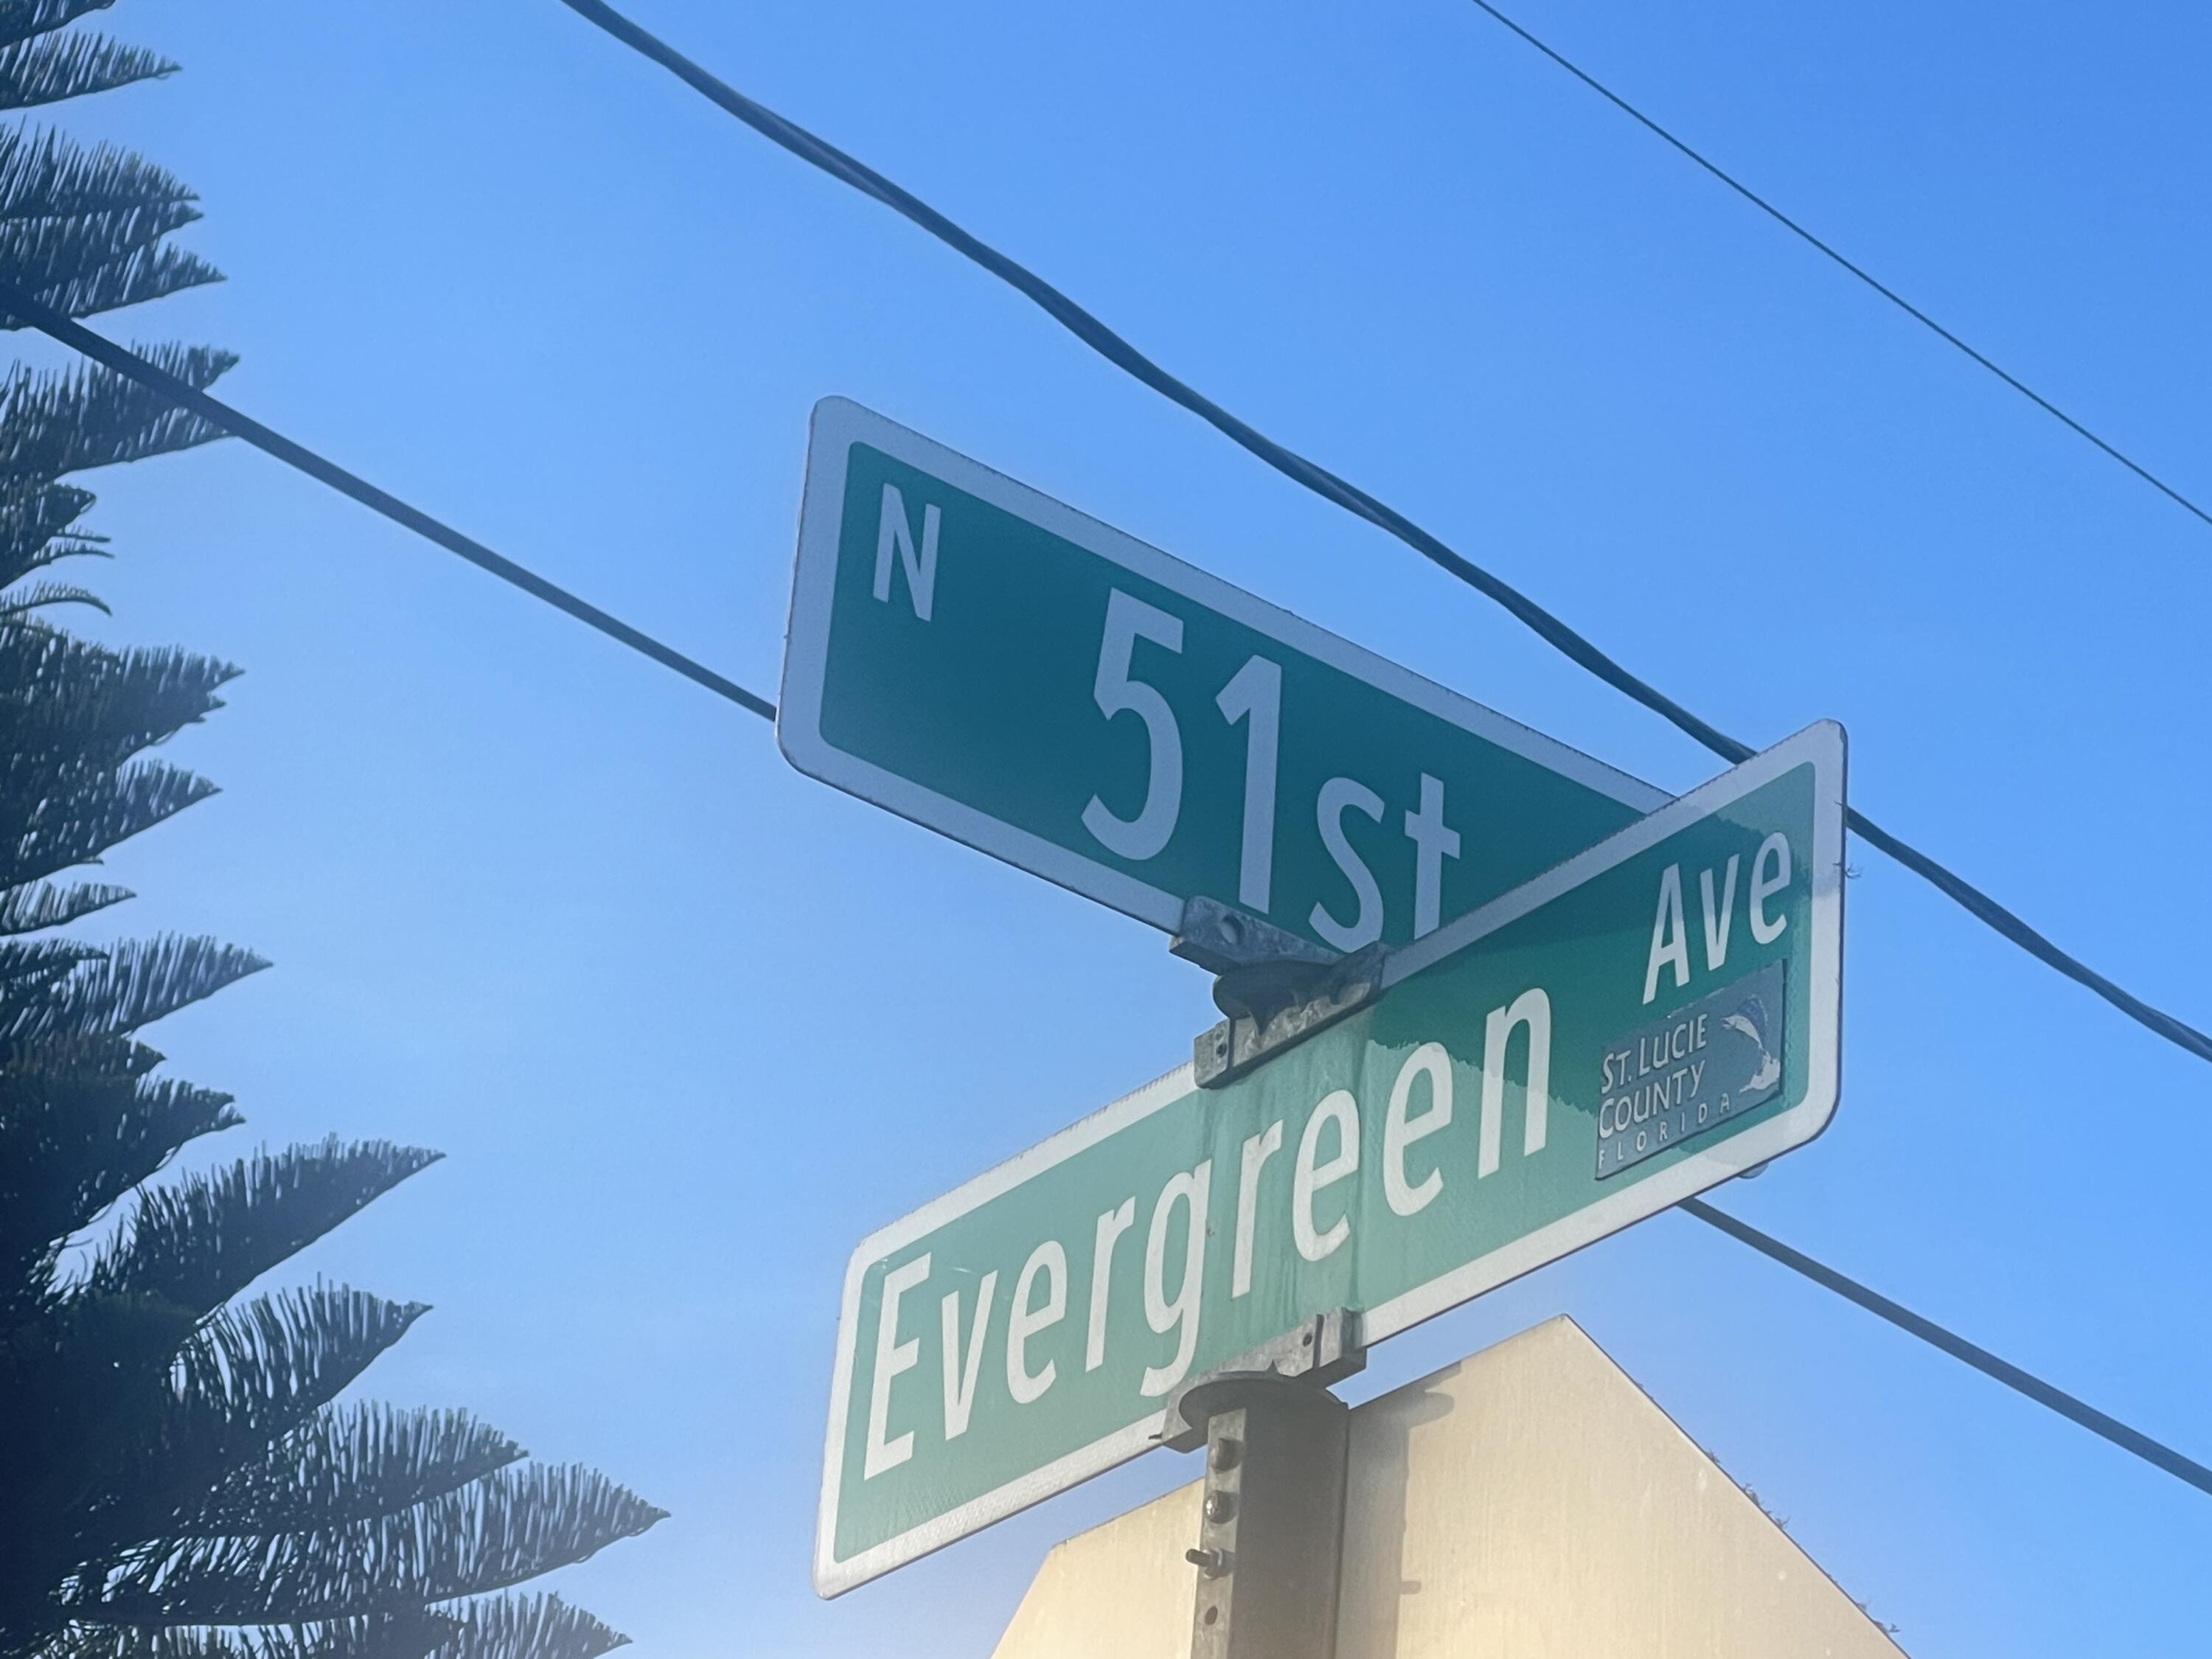 N 51st
Evergreen Ave
ST. LUCIE
COUNTY
FLORIDA